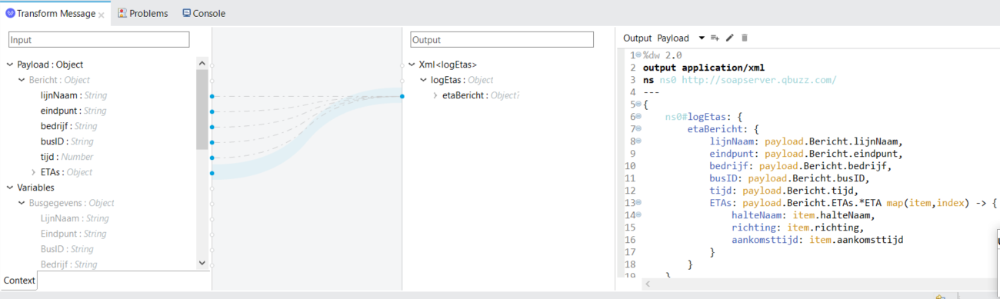 Transform Message
Problems
Console
Input
Payload : Object
Bericht : Object
lijnNaam : String
eindpunt : String
bedrijf : String
busID : String
tijd : Number
ETAs : Object
Variables
Busgegevens : Object
LijnNaam : String
Eindpunt : String
BusID : String
Bedrijf : String
Context
Output
Xml<logEtas>
logEtas : Object
etaBericht : Object?
Output Payload
1 %dw 2.0
2 output application/xml
3 ns ns0 http://soapserver.qbuzz.com/
4 ---
5 {
6 ns0#logEtas: {
7 etaBericht: {
8 lijnNaam: payload.Bericht.lijnNaam,
9 eindpunt: payload.Bericht.eindpunt,
10 bedrijf: payload.Bericht.bedrijf,
11 busID: payload.Bericht.busID,
12 tijd: payload.Bericht.tijd,
13 ETAs: payload.Bericht.ETAs.*ETA map(item,index) -> {
14 halteNaam: item.halteNaam,
15 richting: item.richting,
16 aankomsttijd: item.aankomsttijd
17 }
18 }
19 }